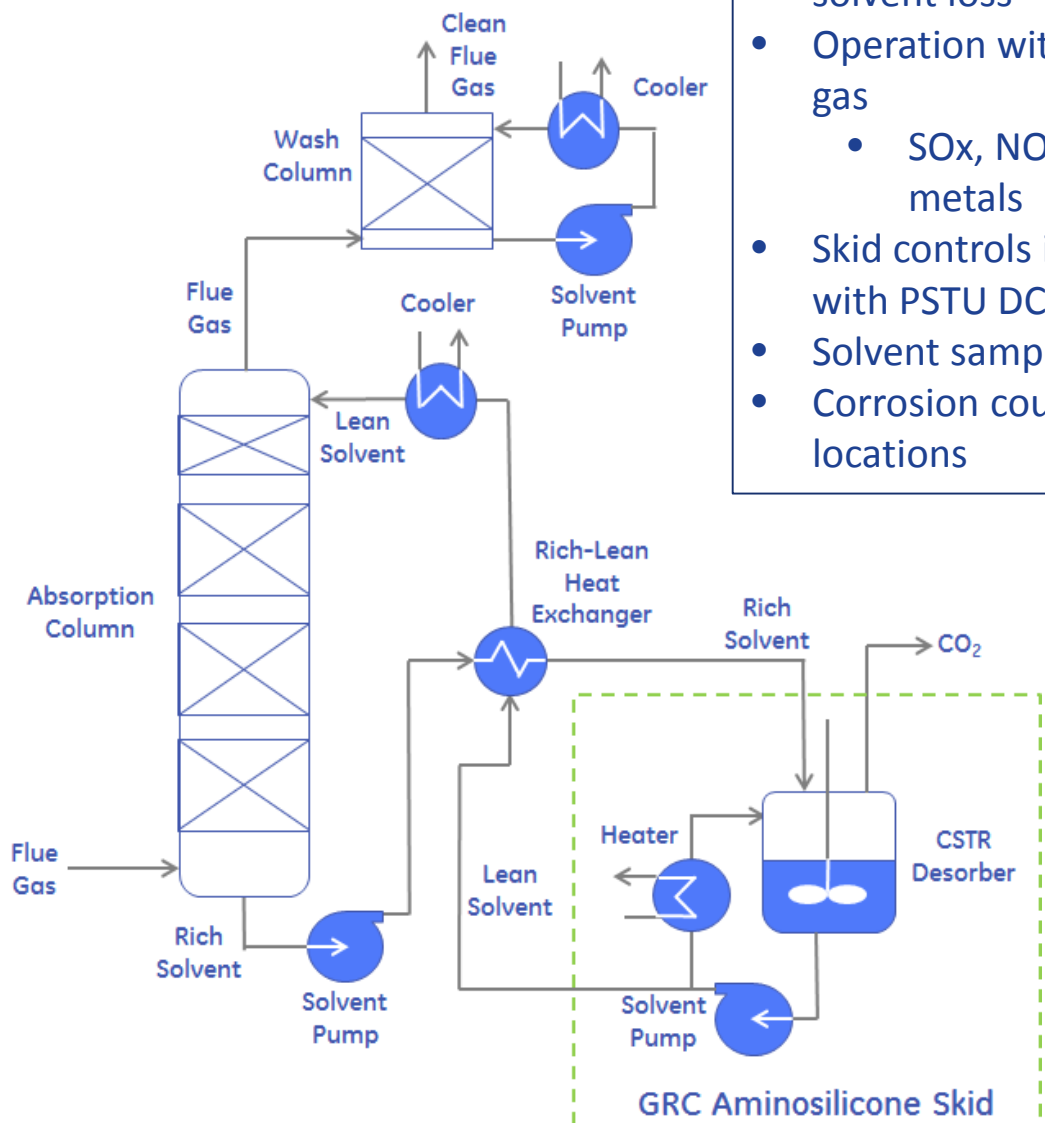 solvent loss
• Operation wit
gas
• SOx, NO
metals
• Skid controls i
with PSTU DC
• Solvent samp
• Corrosion cou
locations
Clean
Flue
Gas
Cooler
Wash
Column
Solvent
Pump
Flue
Gas
Cooler
Lean
Solvent
Absorption
Column
Rich-Lean
Heat
Exchanger
Rich
Solvent
CO₂
Heater
CSTR
Desorber
Lean
Solvent
Flue
Gas
Rich
Solvent
Solvent
Pump
Solvent
Pump
GRC Aminosilicone Skid